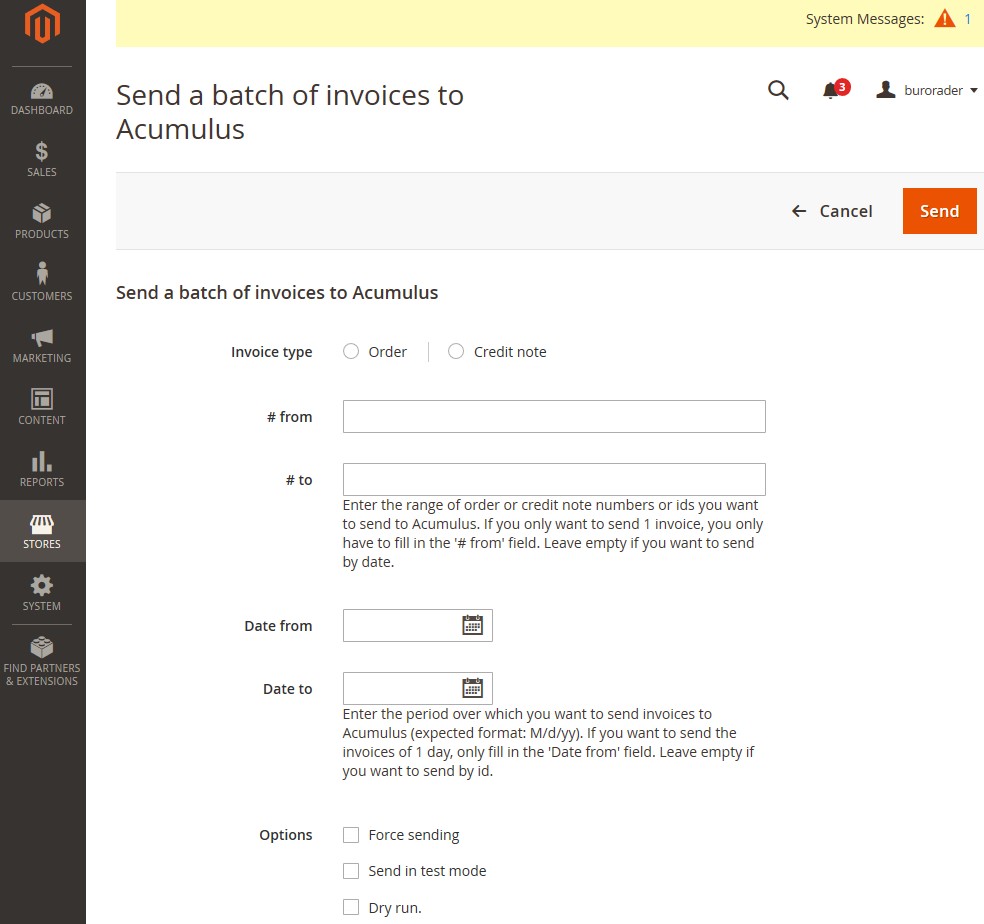 System Messages: 1
Send a batch of invoices to
Acumulus
3
burorader
Cancel
Send
DASHBOARD
SALES
PRODUCTS
CUSTOMERS
MARKETING
CONTENT
REPORTS
STORES
SYSTEM
FIND PARTNERS
& EXTENSIONS
Send a batch of invoices to Acumulus
Invoice type Order Credit note
# from
# to
Enter the range of order or credit note numbers or ids you want
to send to Acumulus. If you only want to send 1 invoice, you only
have to fill in the '# from' field. Leave empty if you want to send
by date.
Date from
Date to
Enter the period over which you want to send invoices to
Acumulus (expected format: M/d/yy). If you want to send the
invoices of 1 day, only fill in the 'Date from' field. Leave empty if
you want to send by id.
Options Force sending
Send in test mode
Dry run.